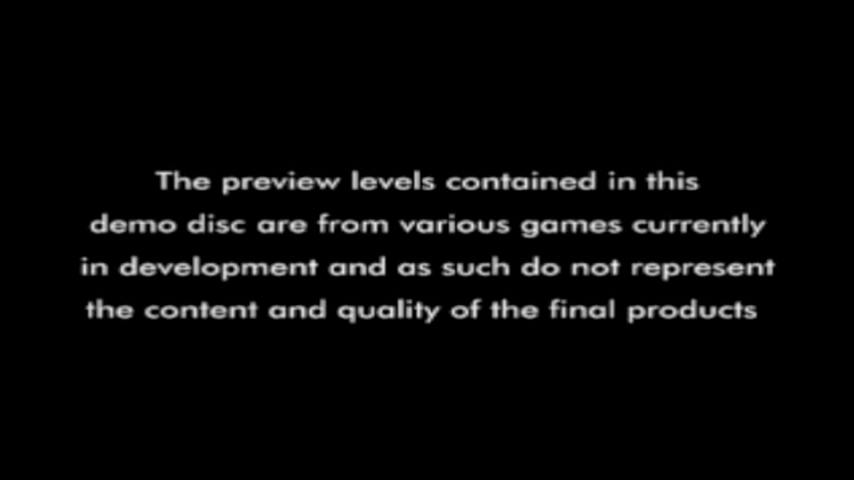 The preview levels contained in this
demo disc are from various games currently
in development and as such do not represent
the content and quality of the final products